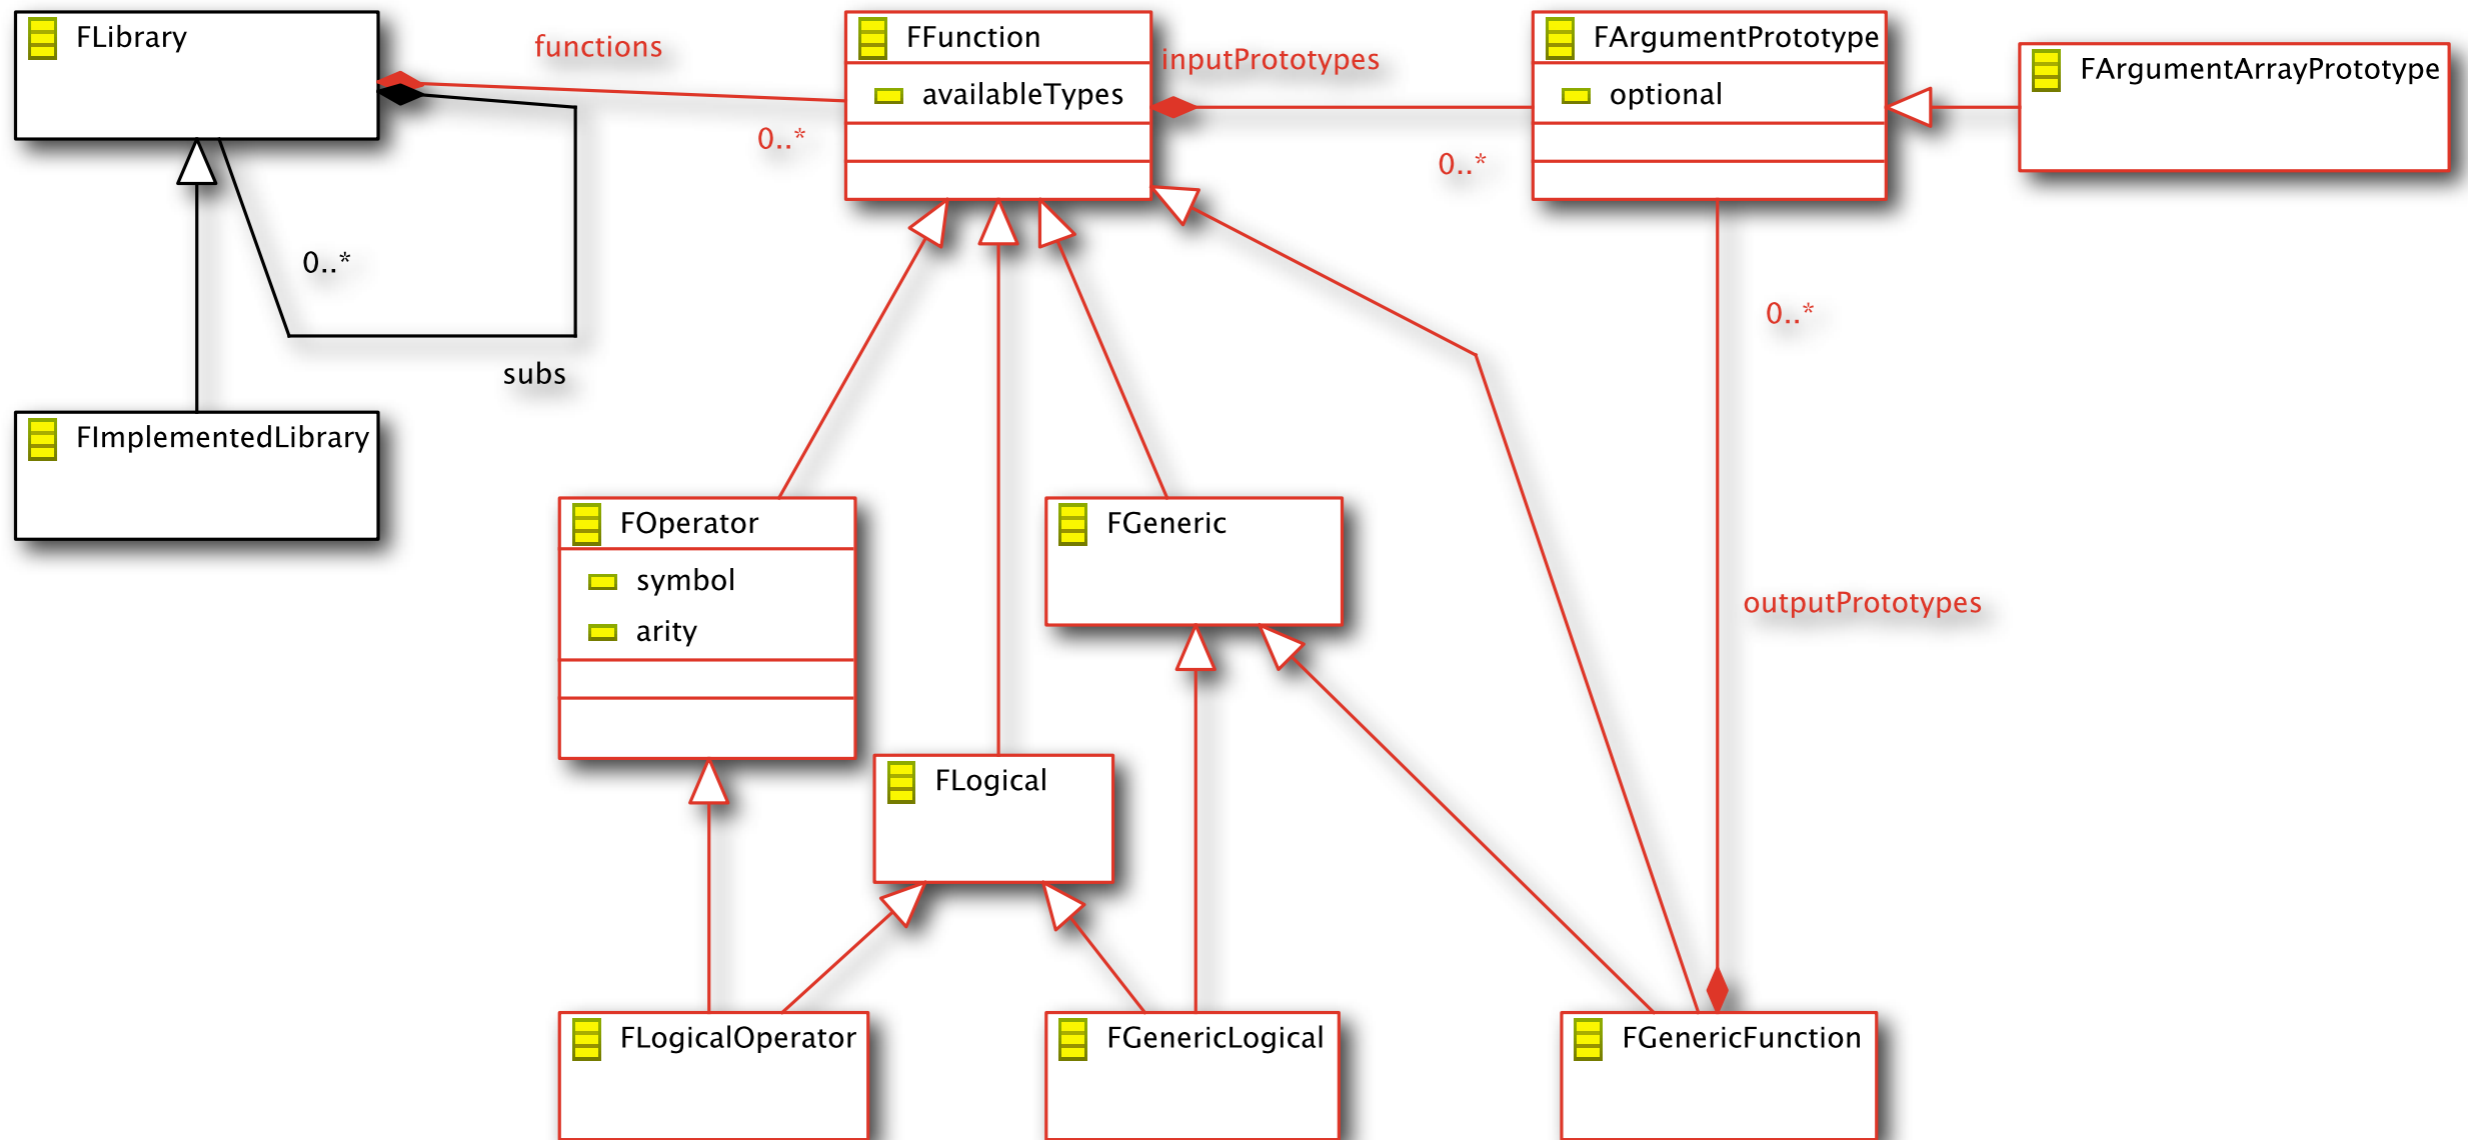 FLibrary
functions
0..*
0..*
subs
FImplementedLibrary
FFunction
availableTypes
inputPrototypes
0..*
FArgumentPrototype
optional
FArgumentArrayPrototype
0..*
outputPrototypes
FOperator
symbol
arity
FGeneric
FLogical
FLogicalOperator
FGenericLogical
FGenericFunction